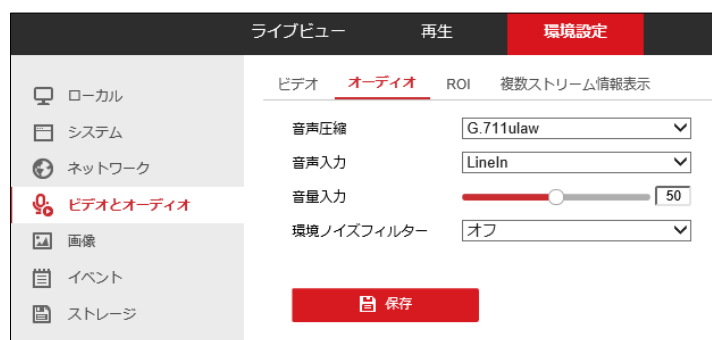 ライブビュー 再生 環境設定
ローカル
システム
ネットワーク
ビデオとオーディオ
画像
イベント
ストレージ
ビデオ オーディオ ROI 複数ストリーム情報表示
音声圧縮 G.711ulaw
音声入力 LineIn
音量入力 50
環境ノイズフィルター オフ
保存